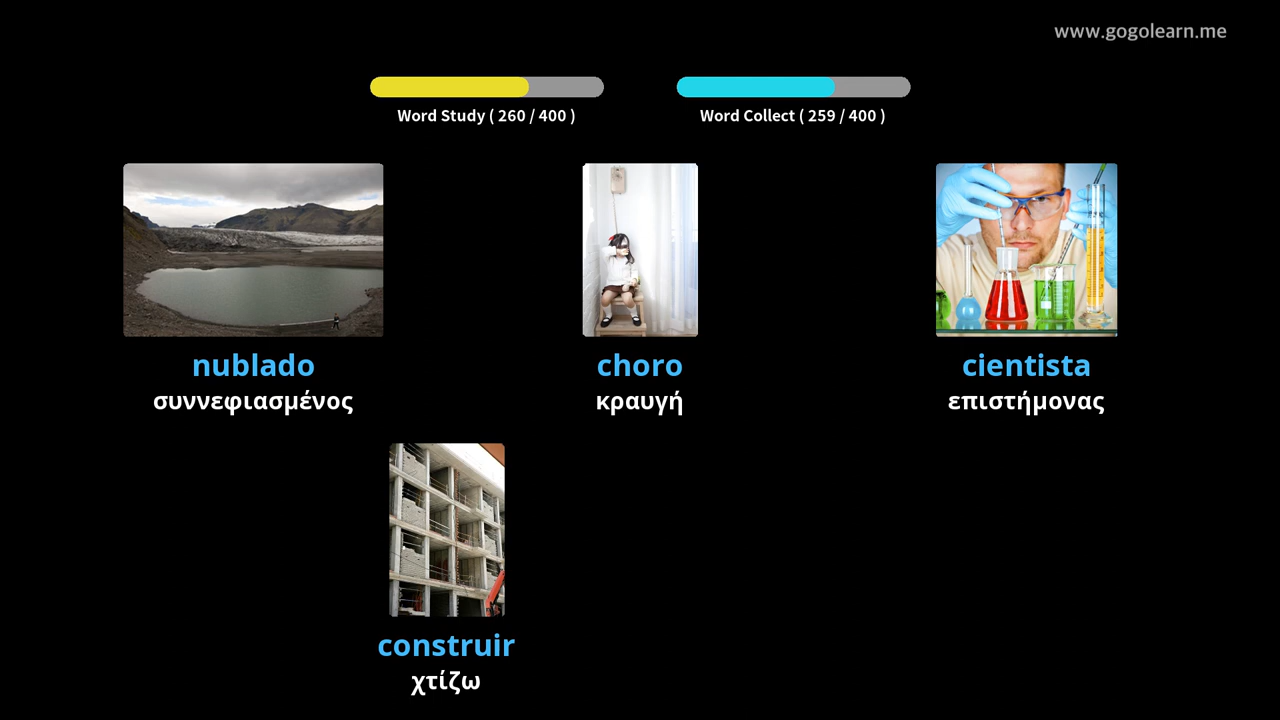 www.gogolearn.me
Word Study ( 260 / 400 )
Word Collect ( 259 / 400 )
nublado
συννεφιασμένος
choro
κραυγή
cientista
επιστήμονας
construir
χτίζω